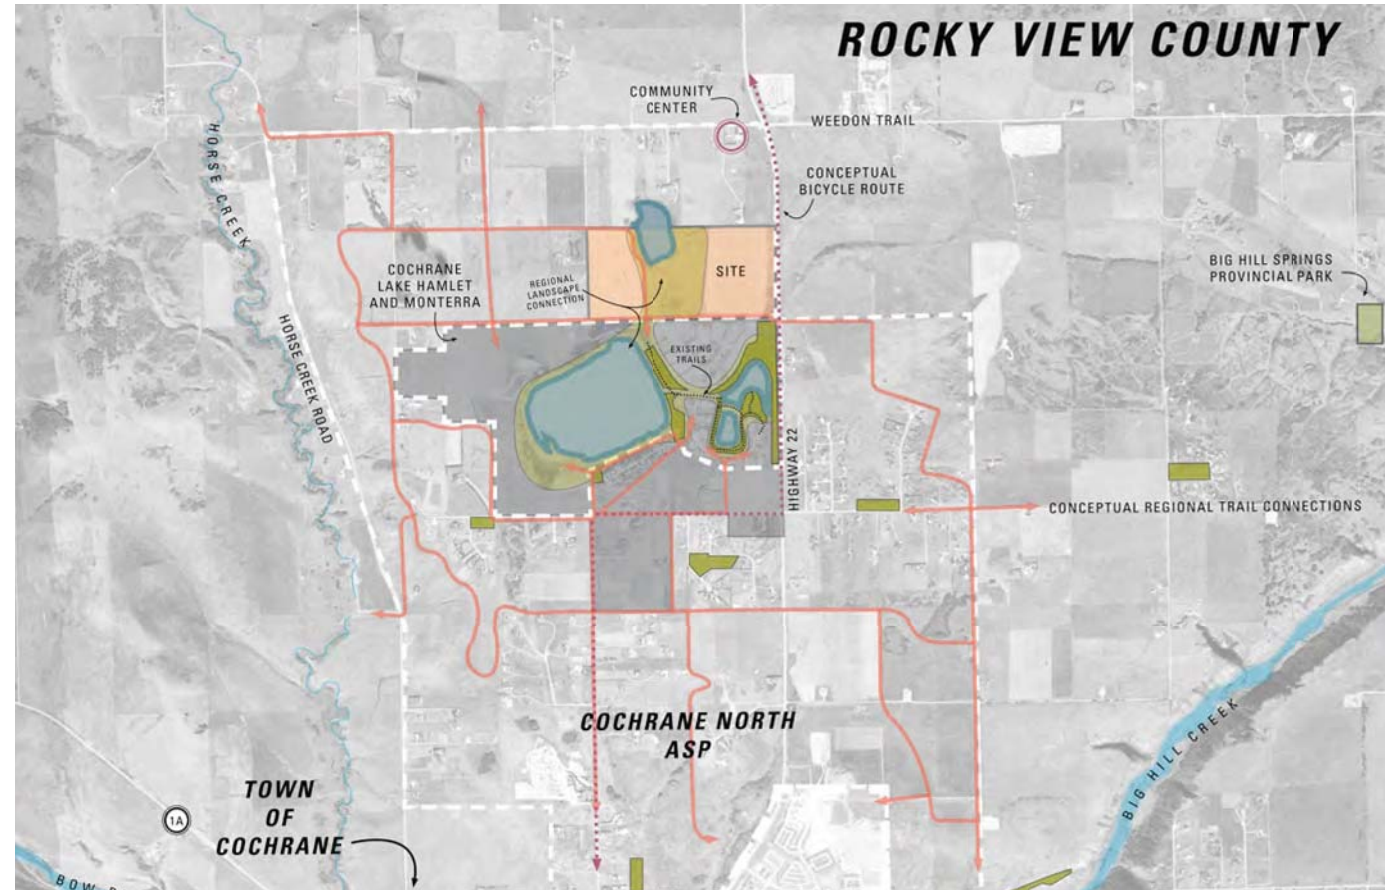 ROCKY VIEW COUNTY
COMMUNITY
CENTER
WEEDON TRAIL
HORSE CREEK
CONCEPTUAL
BICYCLE ROUTE
COCHRANE
LAKE HAMLET
AND MONTERRA
REGIONAL
LANDSCAPE
CONNECTION
SITE
BIG HILL SPRINGS
PROVINCIAL PARK
HORSE CREEK ROAD
EXISTING
TRAILS
HIGHWAY 22
CONCEPTUAL REGIONAL TRAIL CONNECTIONS
COCHRANE NORTH
ASP
BIG HILL CREEK
TOWN
OF
COCHRANE
1A
BOW